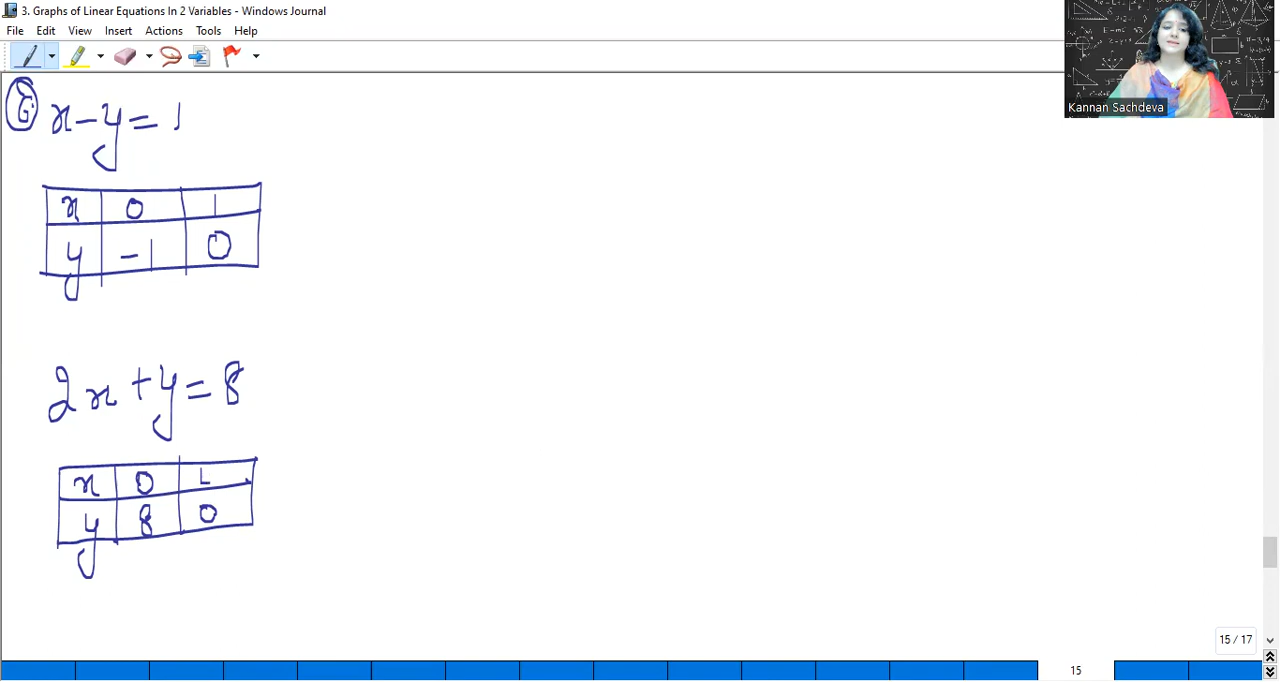 3. Graphs of Linear Equations In 2 Variables - Windows Journal
File Edit View Insert Actions Tools Help
Kannan Sachdeva
⑥ x - y = 1
x 0 1
y -1 0
2x + y = 8
x 0
y 8 0
15 / 17
15